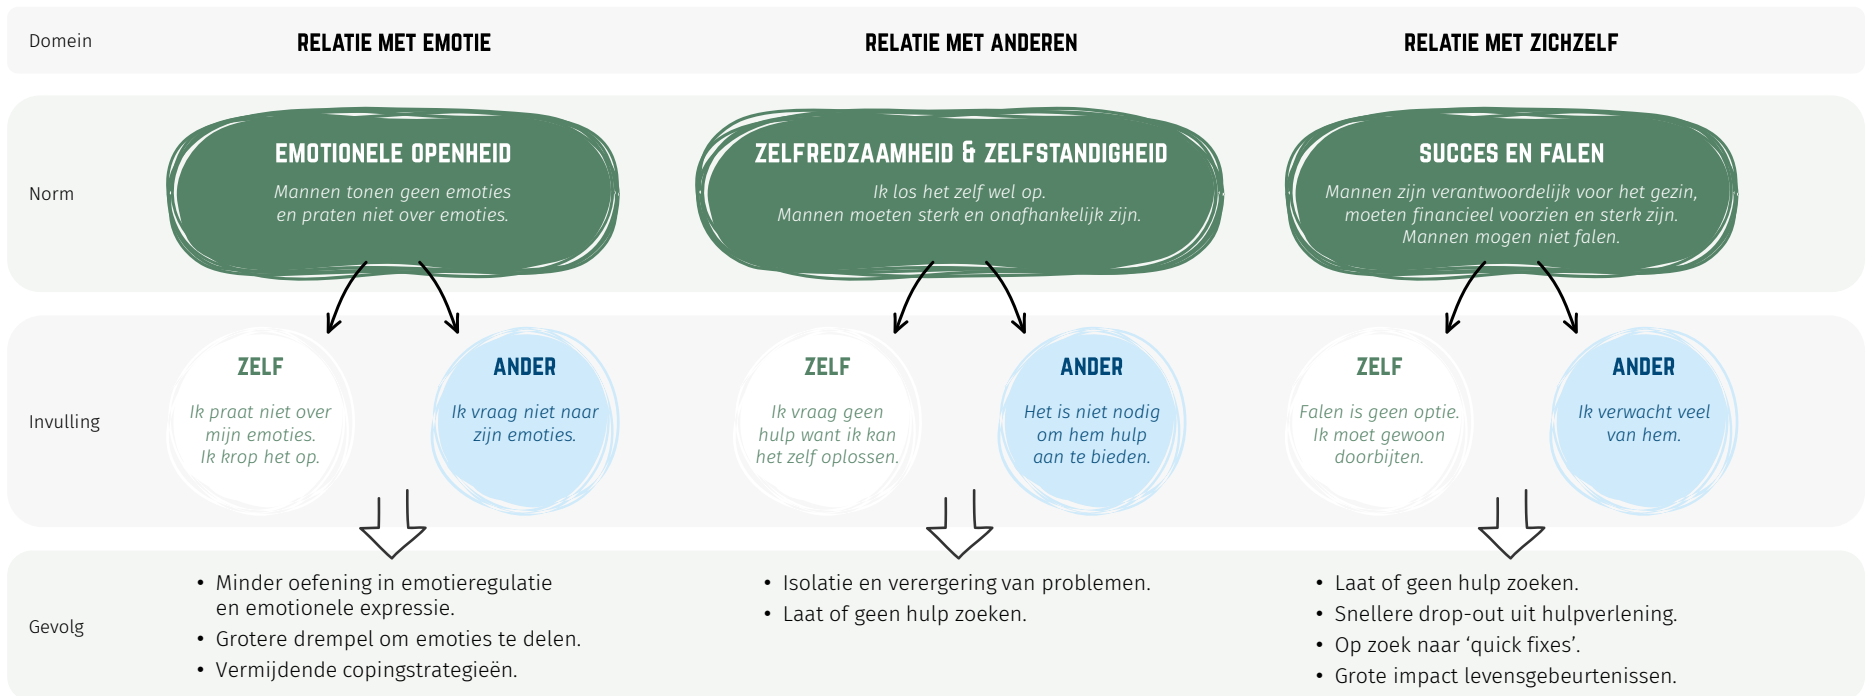 Domein
RELATIE MET EMOTIE
RELATIE MET ANDEREN
RELATIE MET ZICHZELF
Norm
EMOTIONELE OPENHEID
Mannen tonen geen emoties
en praten niet over emoties.
ZELFREDZAAMHEID & ZELFSTANDIGHEID
Ik los het zelf wel op.
Mannen moeten sterk en onafhankelijk zijn.
SUCCES EN FALEN
Mannen zijn verantwoordelijk voor het gezin,
moeten financieel voorzien en sterk zijn.
Mannen mogen niet falen.
Invulling
ZELF
Ik praat niet over
mijn emoties.
Ik krop het op.
ANDER
Ik vraag niet naar
zijn emoties.
ZELF
Ik vraag geen
hulp want ik kan
het zelf oplossen.
ANDER
Het is niet nodig
om hem hulp
aan te bieden.
ZELF
Falen is geen optie.
Ik moet gewoon
doorbijten.
ANDER
Ik verwacht veel
van hem.
Gevolg
• Minder oefening in emotieregulatie
en emotionele expressie.
• Grotere drempel om emoties te delen.
• Vermijdende copingstrategieën.
• Isolatie en verergering van problemen.
• Laat of geen hulp zoeken.
• Laat of geen hulp zoeken.
• Snellere drop-out uit hulpverlening.
• Op zoek naar ‘quick fixes’.
• Grote impact levensgebeurtenissen.